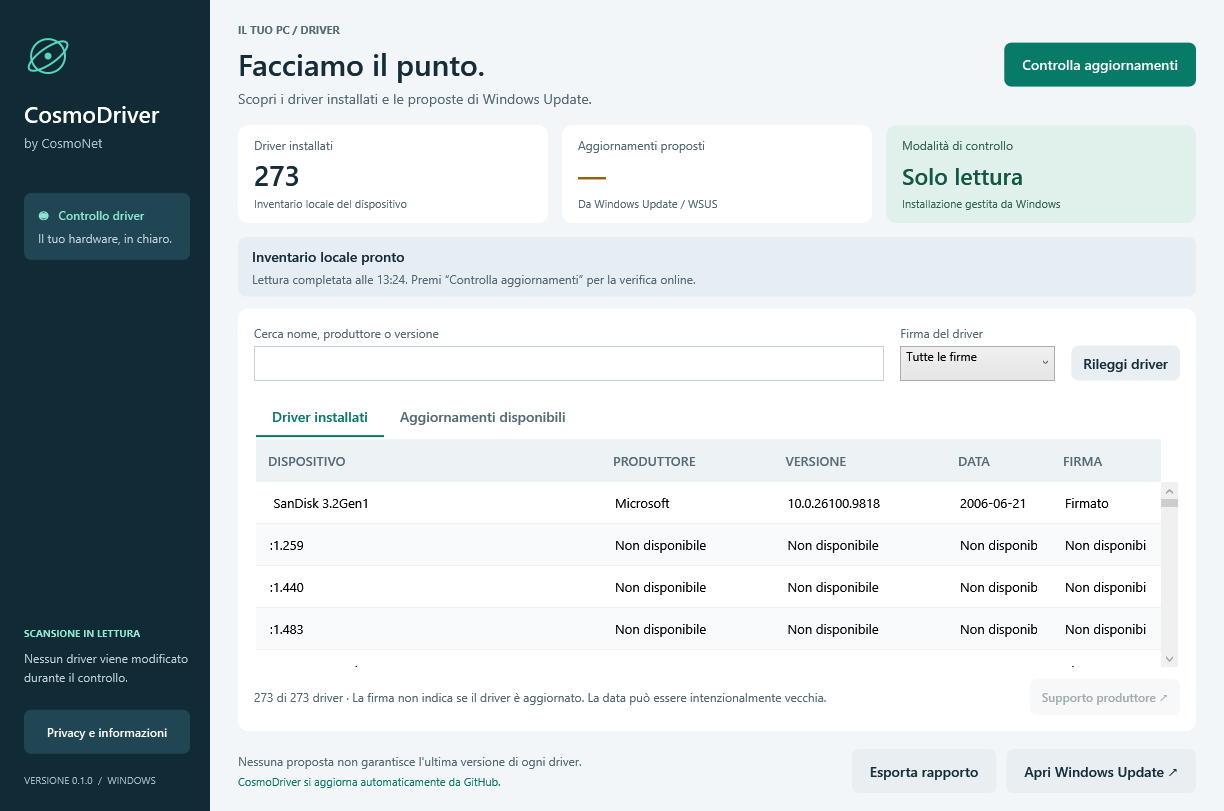 CosmoDriver
by CosmoNet
Controllo driver
Il tuo hardware, in chiaro.
SCANSIONE IN LETTURA
Nessun driver viene modificato
durante il controllo.
Privacy e informazioni
VERSIONE 0.1.0 / WINDOWS
IL TUO PC / DRIVER
Facciamo il punto.
Scopri i driver installati e le proposte di Windows Update.
Controlla aggiornamenti
Driver installati
273
Inventario locale del dispositivo
Aggiornamenti proposti
—
Da Windows Update / WSUS
Modalità di controllo
Solo lettura
Installazione gestita da Windows
Inventario locale pronto
Lettura completata alle 13:24. Premi “Controlla aggiornamenti” per la verifica online.
Cerca nome, produttore o versione
Firma del driver
Tutte le firme
Rileggi driver
Driver installati Aggiornamenti disponibili
DISPOSITIVO PRODUTTORE VERSIONE DATA FIRMA
SanDisk 3.2Gen1 Microsoft 10.0.26100.9818 2006-06-21 Firmato
:1.259 Non disponibile Non disponibile Non disponib Non disponibi
:1.440 Non disponibile Non disponibile Non disponib Non disponibi
:1.483 Non disponibile Non disponibile Non disponib Non disponibi
273 di 273 driver · La firma non indica se il driver è aggiornato. La data può essere intenzionalmente vecchia.
Supporto produttore ↗
Nessuna proposta non garantisce l'ultima versione di ogni driver.
CosmoDriver si aggiorna automaticamente da GitHub.
Esporta rapporto
Apri Windows Update ↗